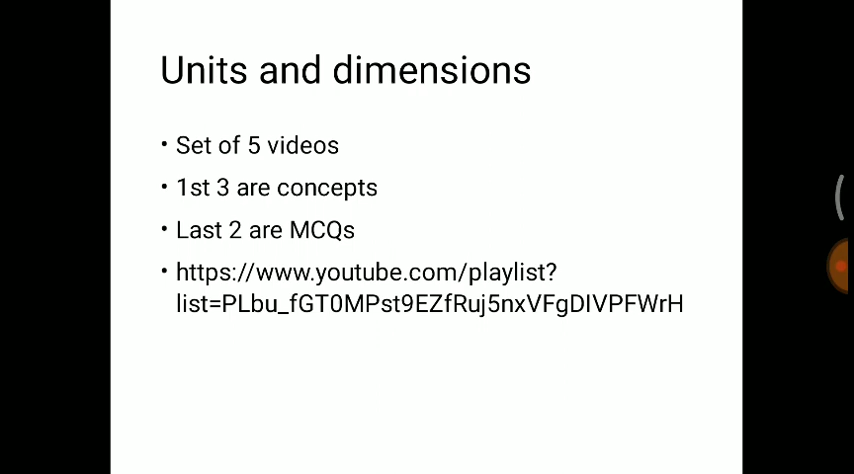 Units and dimensions
• Set of 5 videos
• 1st 3 are concepts
• Last 2 are MCQs
• https://www.youtube.com/playlist?
list=PLbu_fGT0MPst9EZfRuj5nxVFgDIVPFWrH